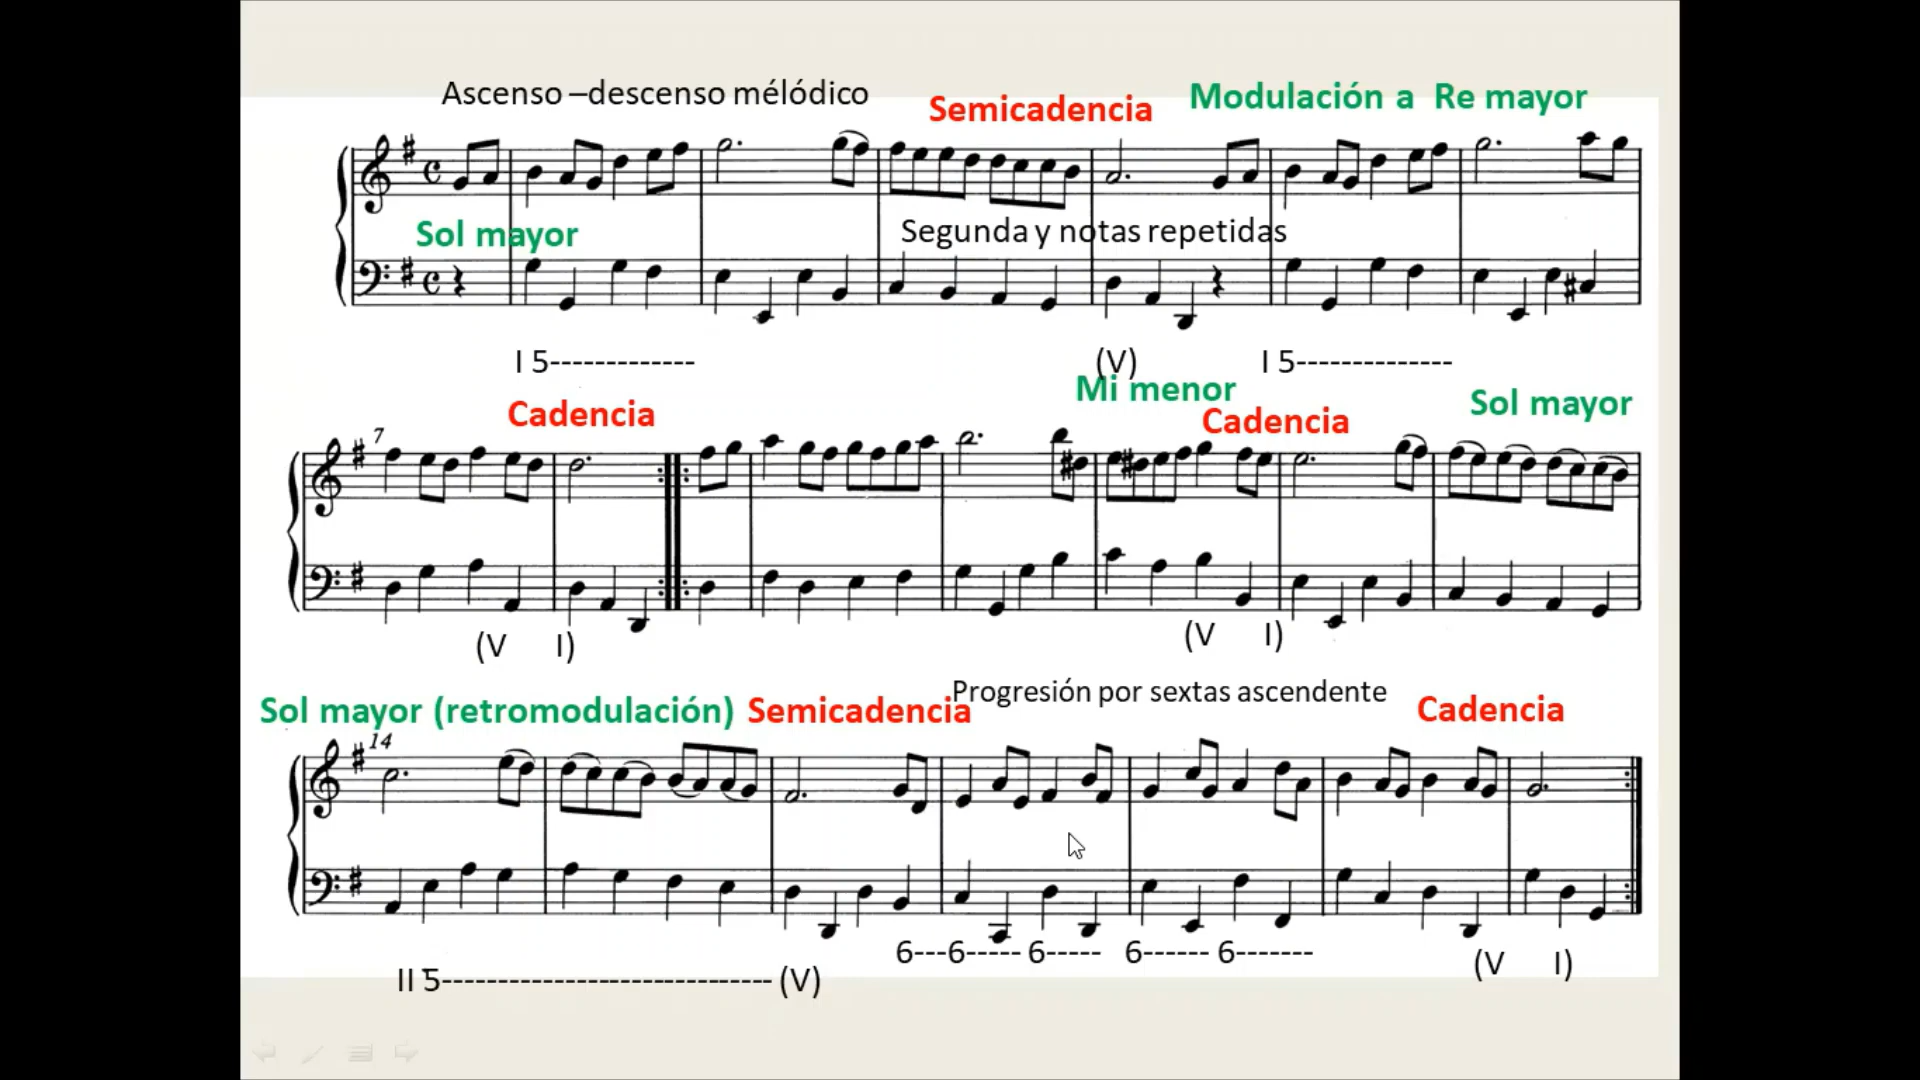 Ascenso –descenso mélódico
Semicadencia
Modulación a Re mayor
Sol mayor
Segunda y notas repetidas
I 5-------------
(V)
I 5--------------
Mi menor
Cadencia
Cadencia
Sol mayor
7
(V I)
(V I)
Sol mayor (retromodulación)
Semicadencia
Progresión por sextas ascendente
Cadencia
14
6---6----- 6-----
6------ 6-------
(V I)
II 5------------------------------ (V)